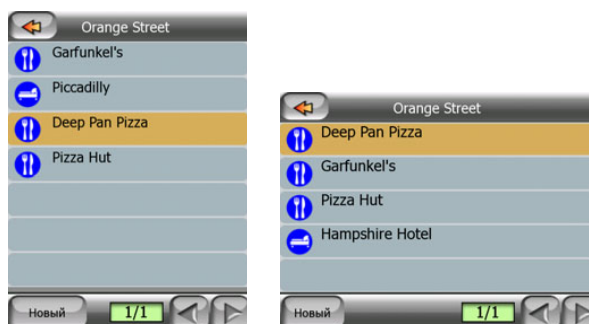 Orange Street
Garfunkel's
Piccadilly
Deep Pan Pizza
Pizza Hut
Новый
1/1
Orange Street
Deep Pan Pizza
Garfunkel's
Pizza Hut
Hampshire Hotel
Новый
1/1